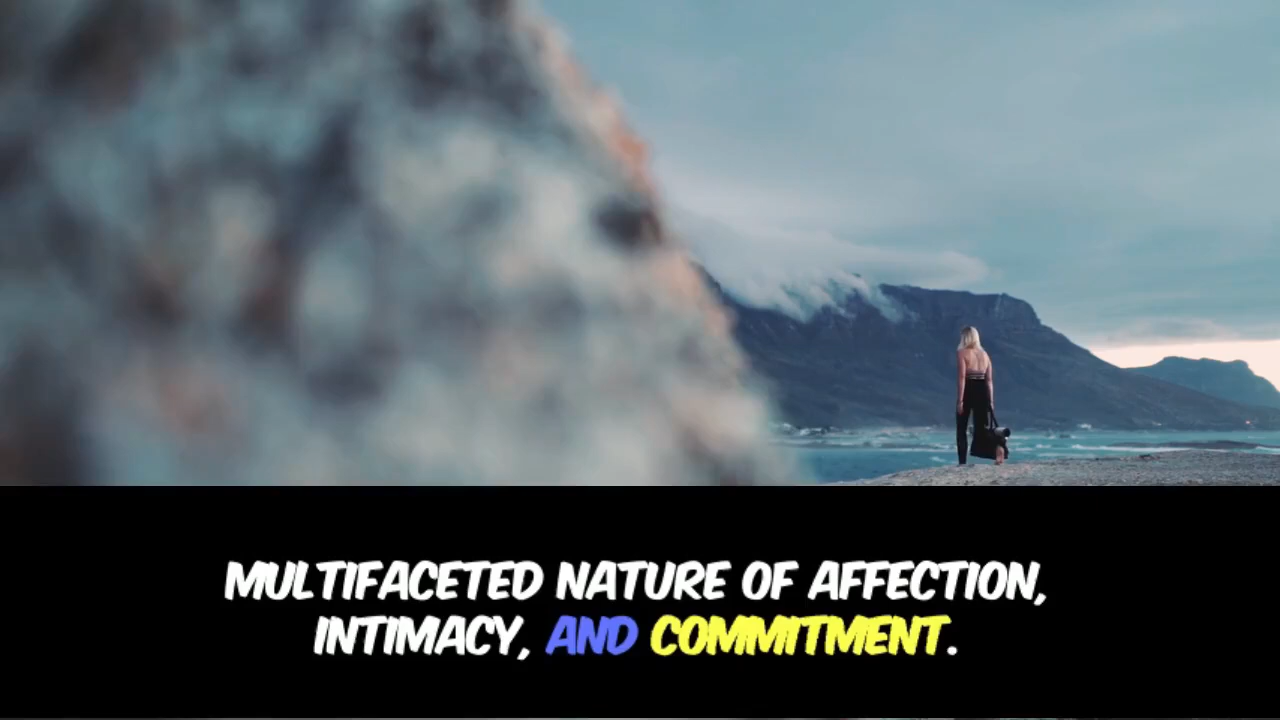 MULTIFACETED NATURE OF AFFECTION,
INTIMACY, AND COMMITMENT.